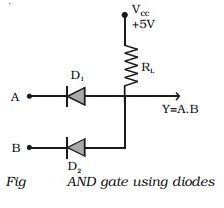 Vcc
+5V
D1
RL
A
Y=A.B
B
D2
Fig AND gate using diodes